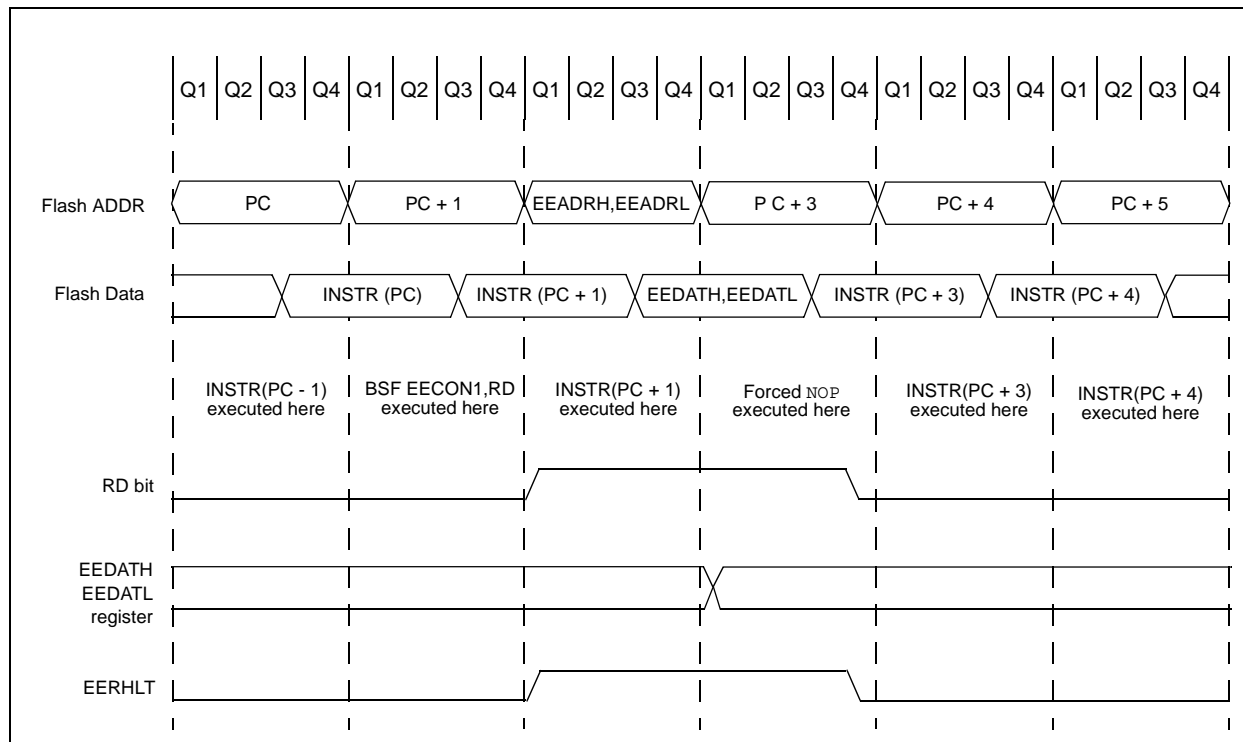 Q1 Q2 Q3 Q4 Q1 Q2 Q3 Q4 Q1 Q2 Q3 Q4 Q1 Q2 Q3 Q4 Q1 Q2 Q3 Q4 Q1 Q2 Q3 Q4
Flash ADDR PC PC + 1 EEADRH,EEADRL P C + 3 PC + 4 PC + 5
Flash Data INSTR (PC) INSTR (PC + 1) EEDATH,EEDATL INSTR (PC + 3) INSTR (PC + 4)
INSTR(PC - 1)
executed here
BSF EECON1,RD
executed here
INSTR(PC + 1)
executed here
Forced NOP
executed here
INSTR(PC + 3)
executed here
INSTR(PC + 4)
executed here
RD bit
EEDATH
EEDATL
register
EERHLT